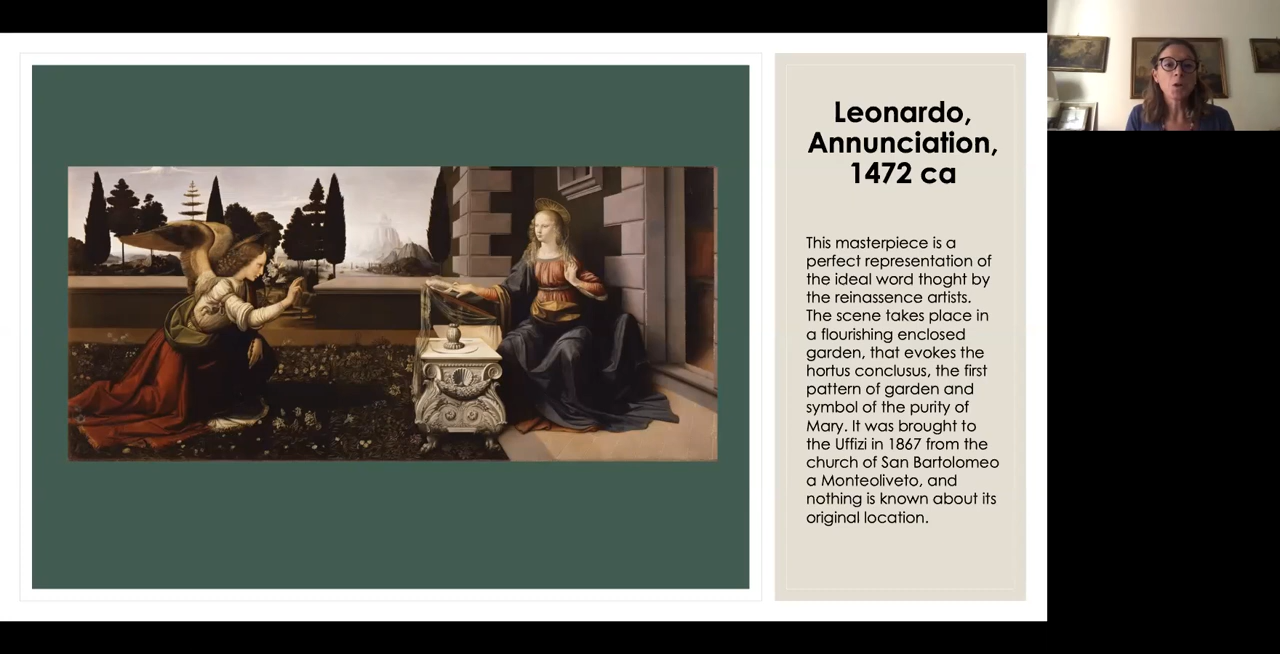 Leonardo,
Annunciation,
1472 ca
This masterpiece is a
perfect representation of
the ideal word thoght by
the reinassence artists.
The scene takes place in
a flourishing enclosed
garden, that evokes the
hortus conclusus, the first
pattern of garden and
symbol of the purity of
Mary. It was brought to
the Uffizi in 1867 from the
church of San Bartolomeo
a Monteoliveto, and
nothing is known about its
original location.